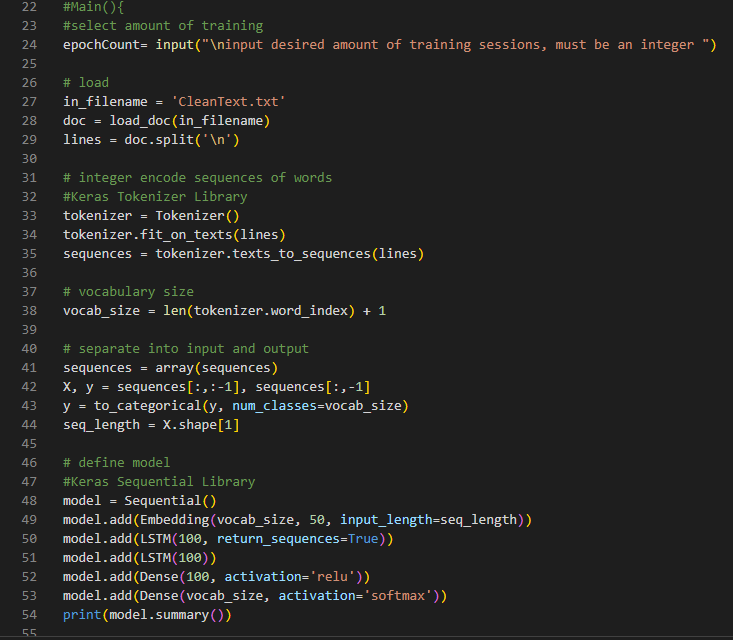 22 #Main(){
23 #select amount of training
24 epochCount= input("\ninput desired amount of training sessions, must be an integer ")
25
26 # load
27 in_filename = 'CleanText.txt'
28 doc = load_doc(in_filename)
29 lines = doc.split('\n')
30
31 # integer encode sequences of words
32 #Keras Tokenizer Library
33 tokenizer = Tokenizer()
34 tokenizer.fit_on_texts(lines)
35 sequences = tokenizer.texts_to_sequences(lines)
36
37 # vocabulary size
38 vocab_size = len(tokenizer.word_index) + 1
39
40 # separate into input and output
41 sequences = array(sequences)
42 X, y = sequences[:,:-1], sequences[:,-1]
43 y = to_categorical(y, num_classes=vocab_size)
44 seq_length = X.shape[1]
45
46 # define model
47 #Keras Sequential Library
48 model = Sequential()
49 model.add(Embedding(vocab_size, 50, input_length=seq_length))
50 model.add(LSTM(100, return_sequences=True))
51 model.add(LSTM(100))
52 model.add(Dense(100, activation='relu'))
53 model.add(Dense(vocab_size, activation='softmax'))
54 print(model.summary())
55